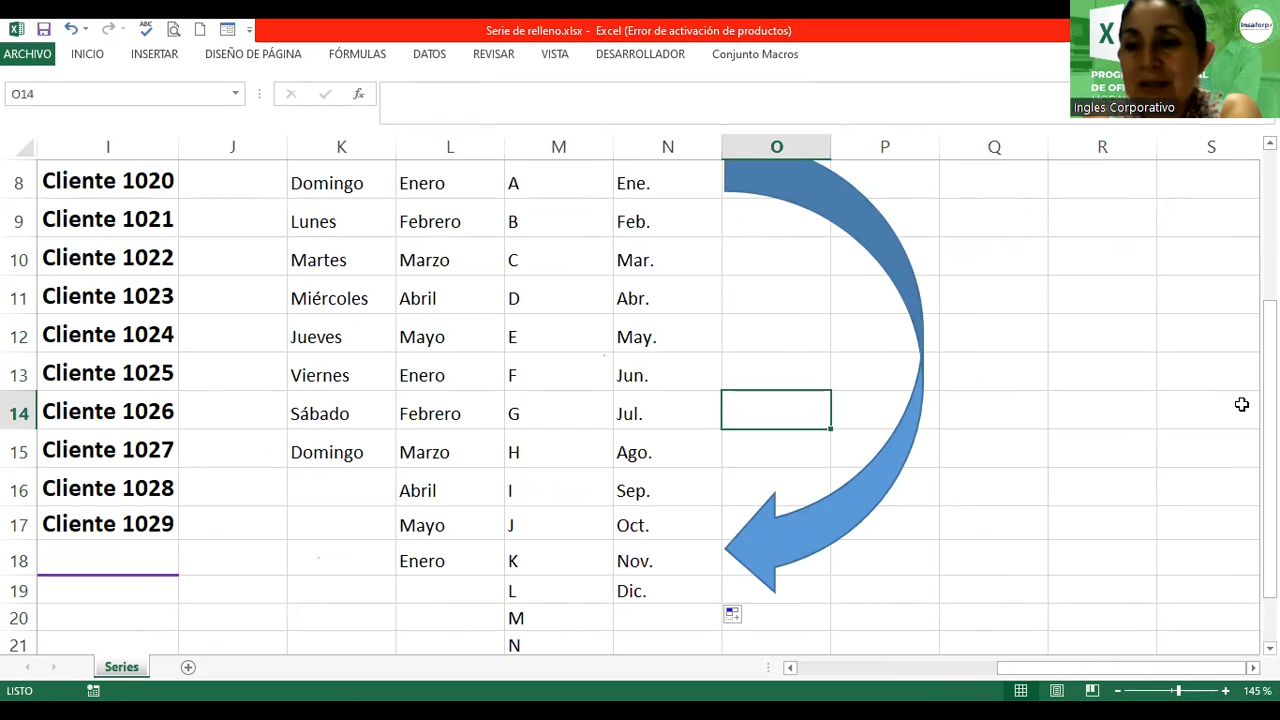 Serie de relleno.xlsx - Excel (Error de activación de productos)
ARCHIVO INICIO INSERTAR DISEÑO DE PÁGINA FÓRMULAS DATOS REVISAR VISTA DESARROLLADOR Conjunto Macros
Insaforp
X
DE OFI
Ingles Corporativo
O14 fx
I J K L M N O P Q R S
8 Cliente 1020 Domingo Enero A Ene.
9 Cliente 1021 Lunes Febrero B Feb.
10 Cliente 1022 Martes Marzo C Mar.
11 Cliente 1023 Miércoles Abril D Abr.
12 Cliente 1024 Jueves Mayo E May.
13 Cliente 1025 Viernes Enero F Jun.
14 Cliente 1026 Sábado Febrero G Jul.
15 Cliente 1027 Domingo Marzo H Ago.
16 Cliente 1028 Abril I Sep.
17 Cliente 1029 Mayo J Oct.
18 Enero K Nov.
19 L Dic.
20 M
21 N
Series
LISTO 145 %